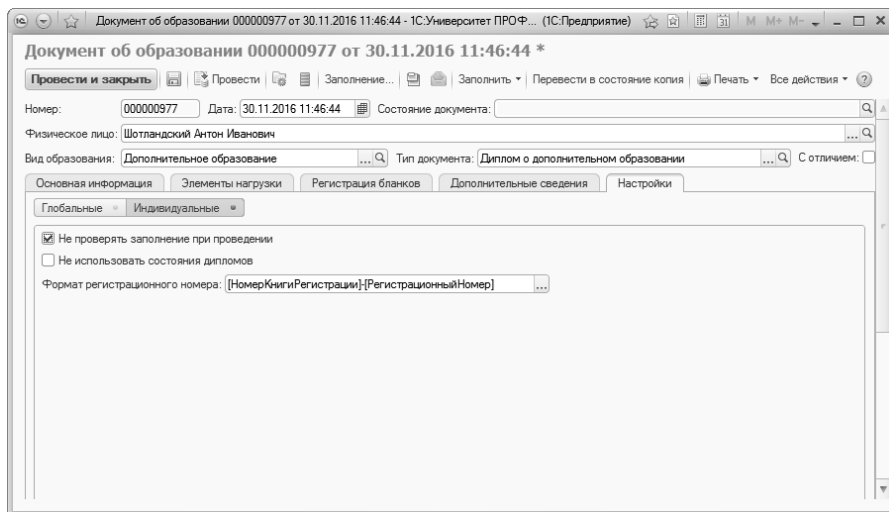 Документ об образовании 000000977 от 30.11.2016 11:46:44 - 1С:Университет ПРОФ... (1С:Предприятие) 31 M M+ M-
Документ об образовании 000000977 от 30.11.2016 11:46:44 *
Провести и закрыть Провести Заполнение... Заполнить Перевести в состояние копия Печать Все действия ?
Номер: 000000977 Дата: 30.11.2016 11:46:44 Состояние документа:
Физическое лицо: Шотландский Антон Иванович ...
Вид образования: Дополнительное образование ... Тип документа: Диплом о дополнительном образовании ... С отличием:
Основная информация Элементы нагрузки Регистрация бланков Дополнительные сведения Настройки
Глобальные Индивидуальные
Не проверять заполнение при проведении
Не использовать состояния дипломов
Формат регистрационного номера: [НомерКнигиРегистрации]-[РегистрационныйНомер] ...